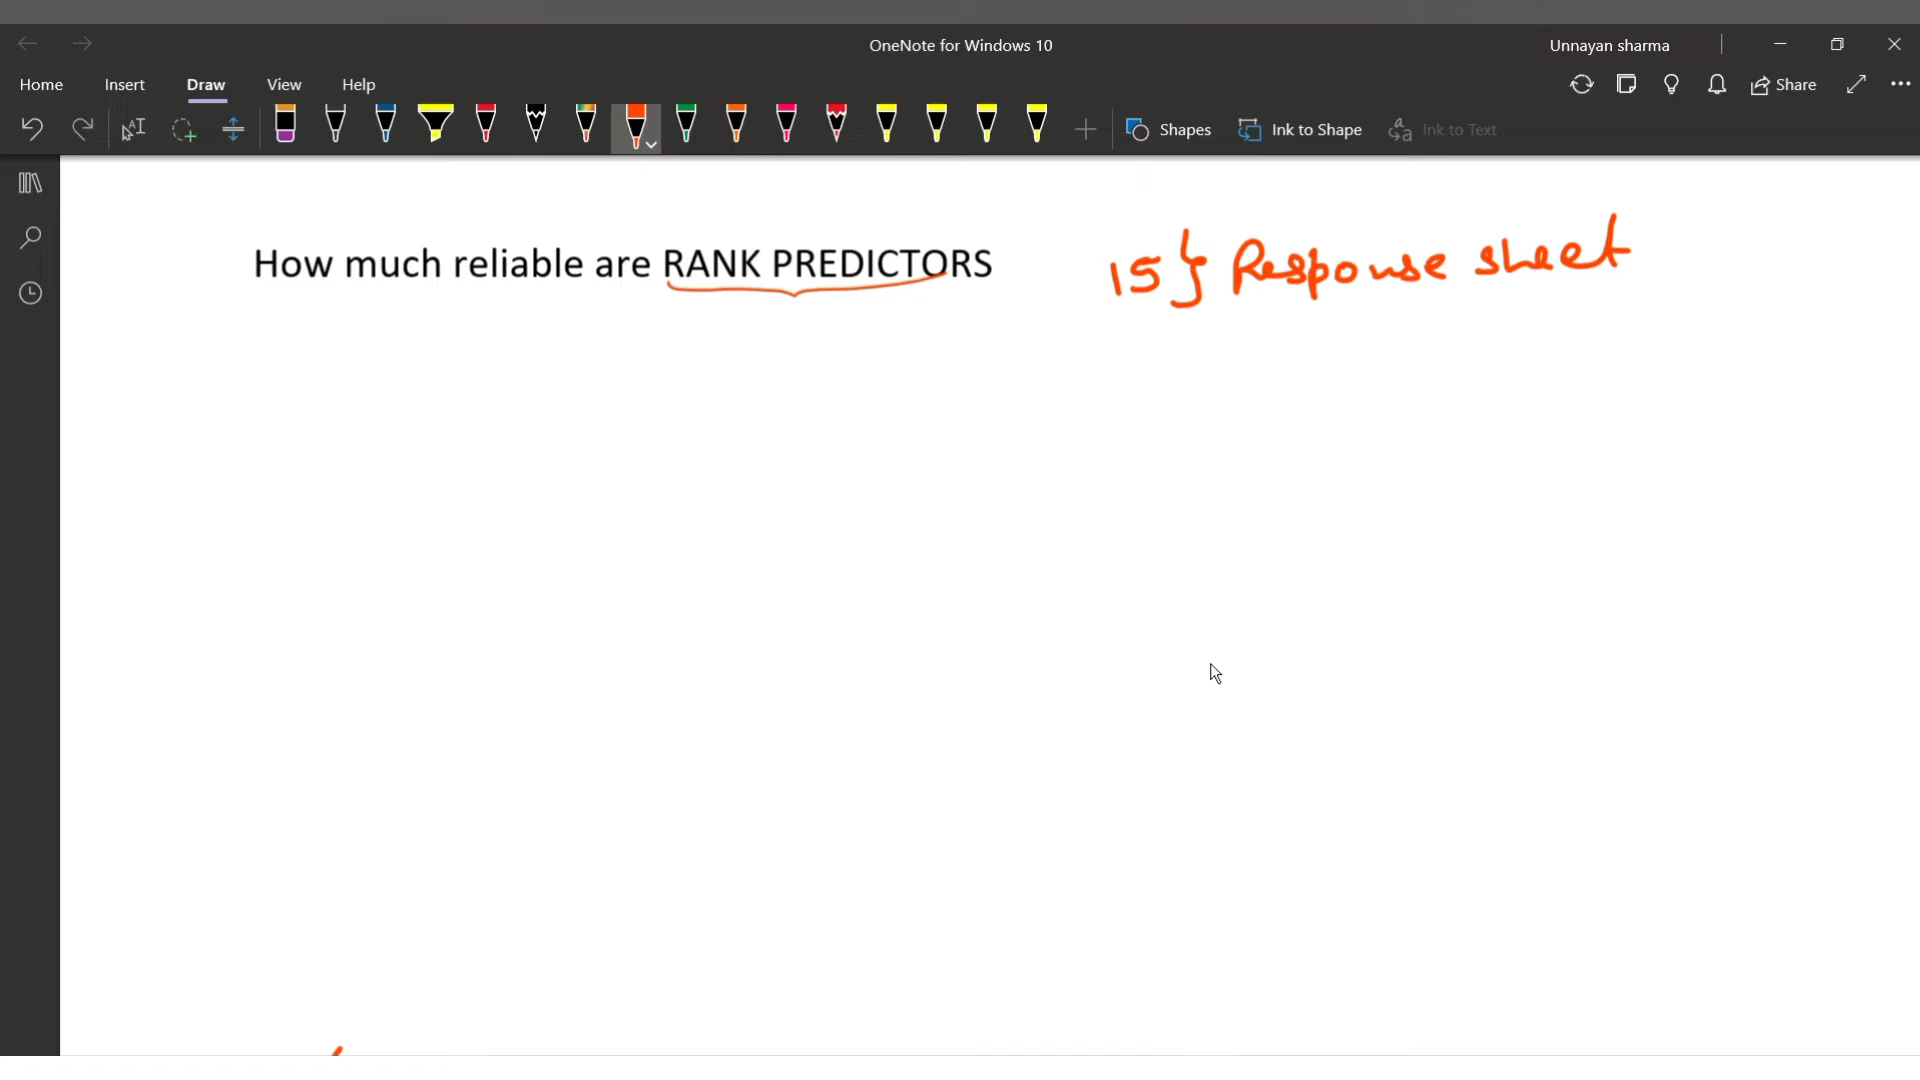 OneNote for Windows 10
Unnayan sharma
Home Insert Draw View Help
Share
Shapes Ink to Shape Ink to Text
How much reliable are RANK PREDICTORS
15} Response sheet